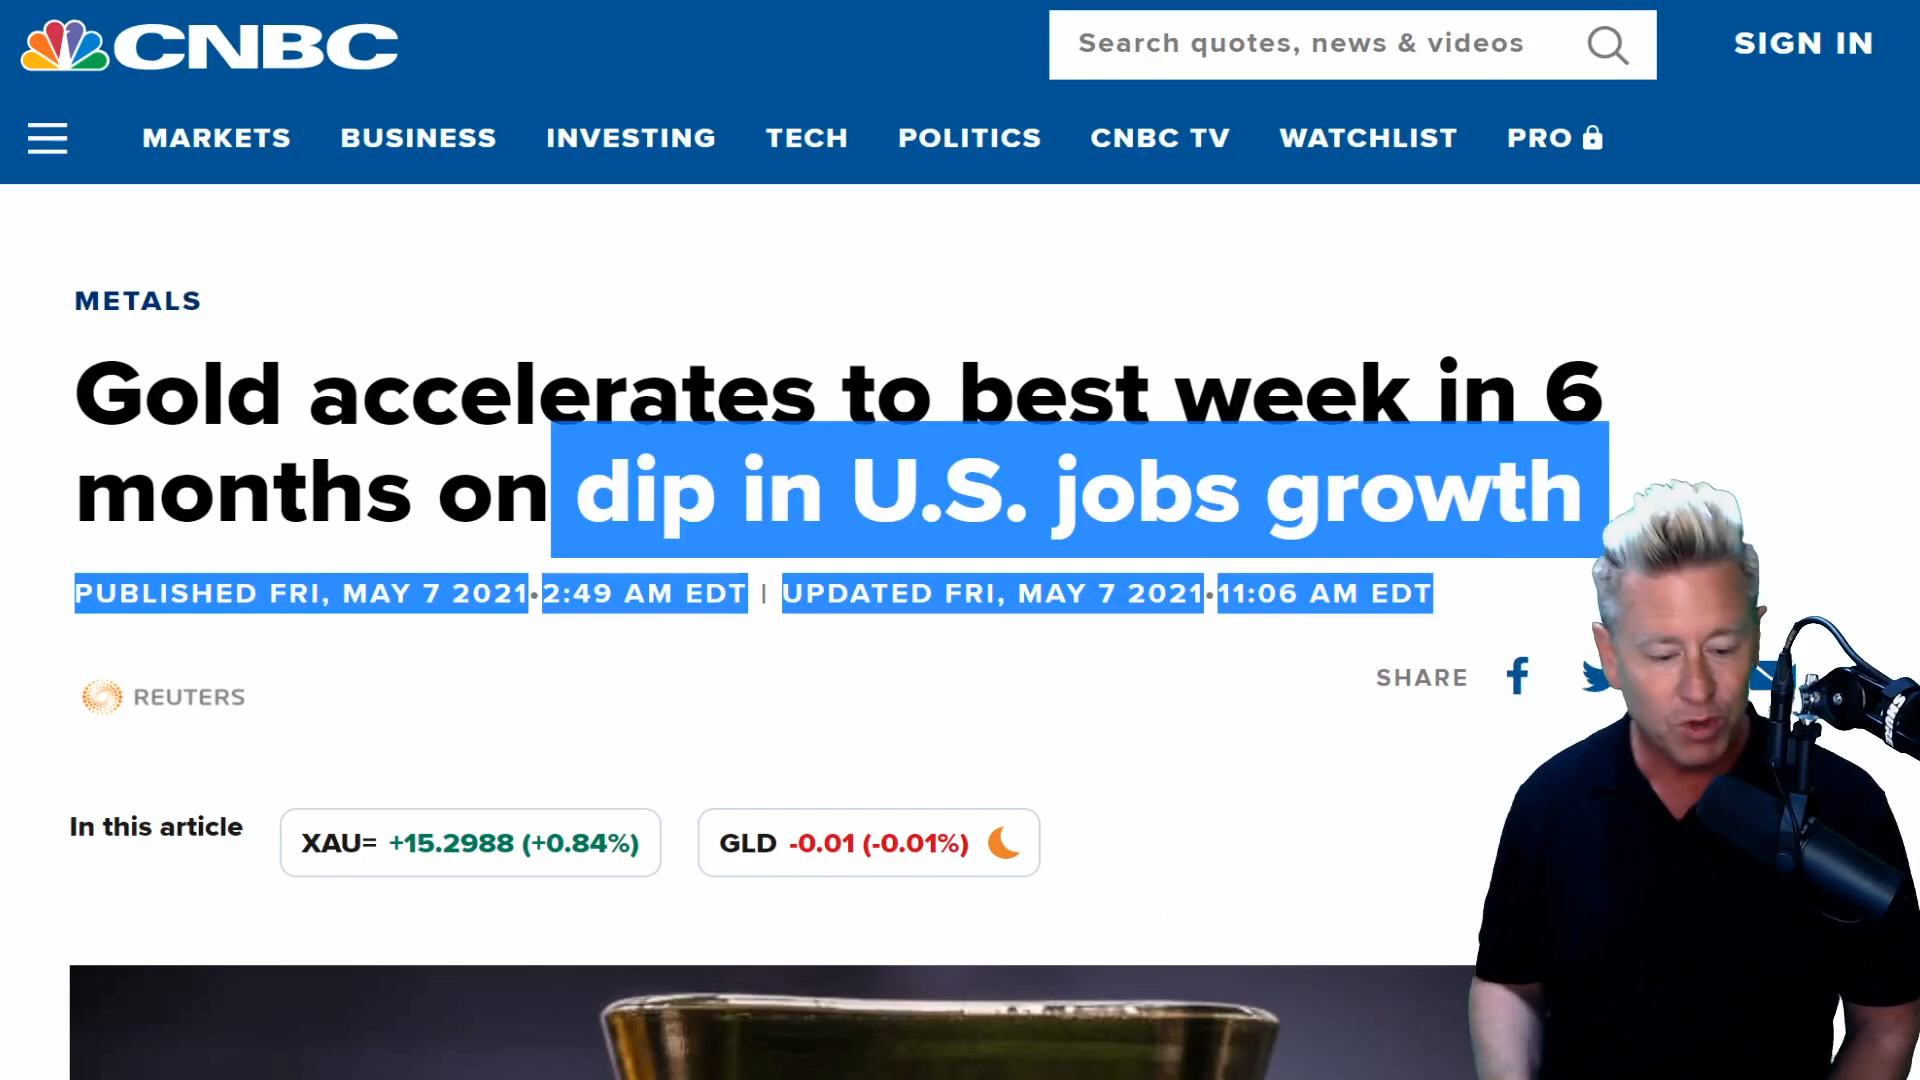 CNBC
Search quotes, news & videos
SIGN IN
MARKETS BUSINESS INVESTING TECH POLITICS CNBC TV WATCHLIST PRO
METALS
Gold accelerates to best week in 6
months on dip in U.S. jobs growth
PUBLISHED FRI, MAY 7 2021•2:49 AM EDT | UPDATED FRI, MAY 7 2021•11:06 AM EDT
SHARE
REUTERS
In this article
XAU= +15.2988 (+0.84%)
GLD -0.01 (-0.01%)